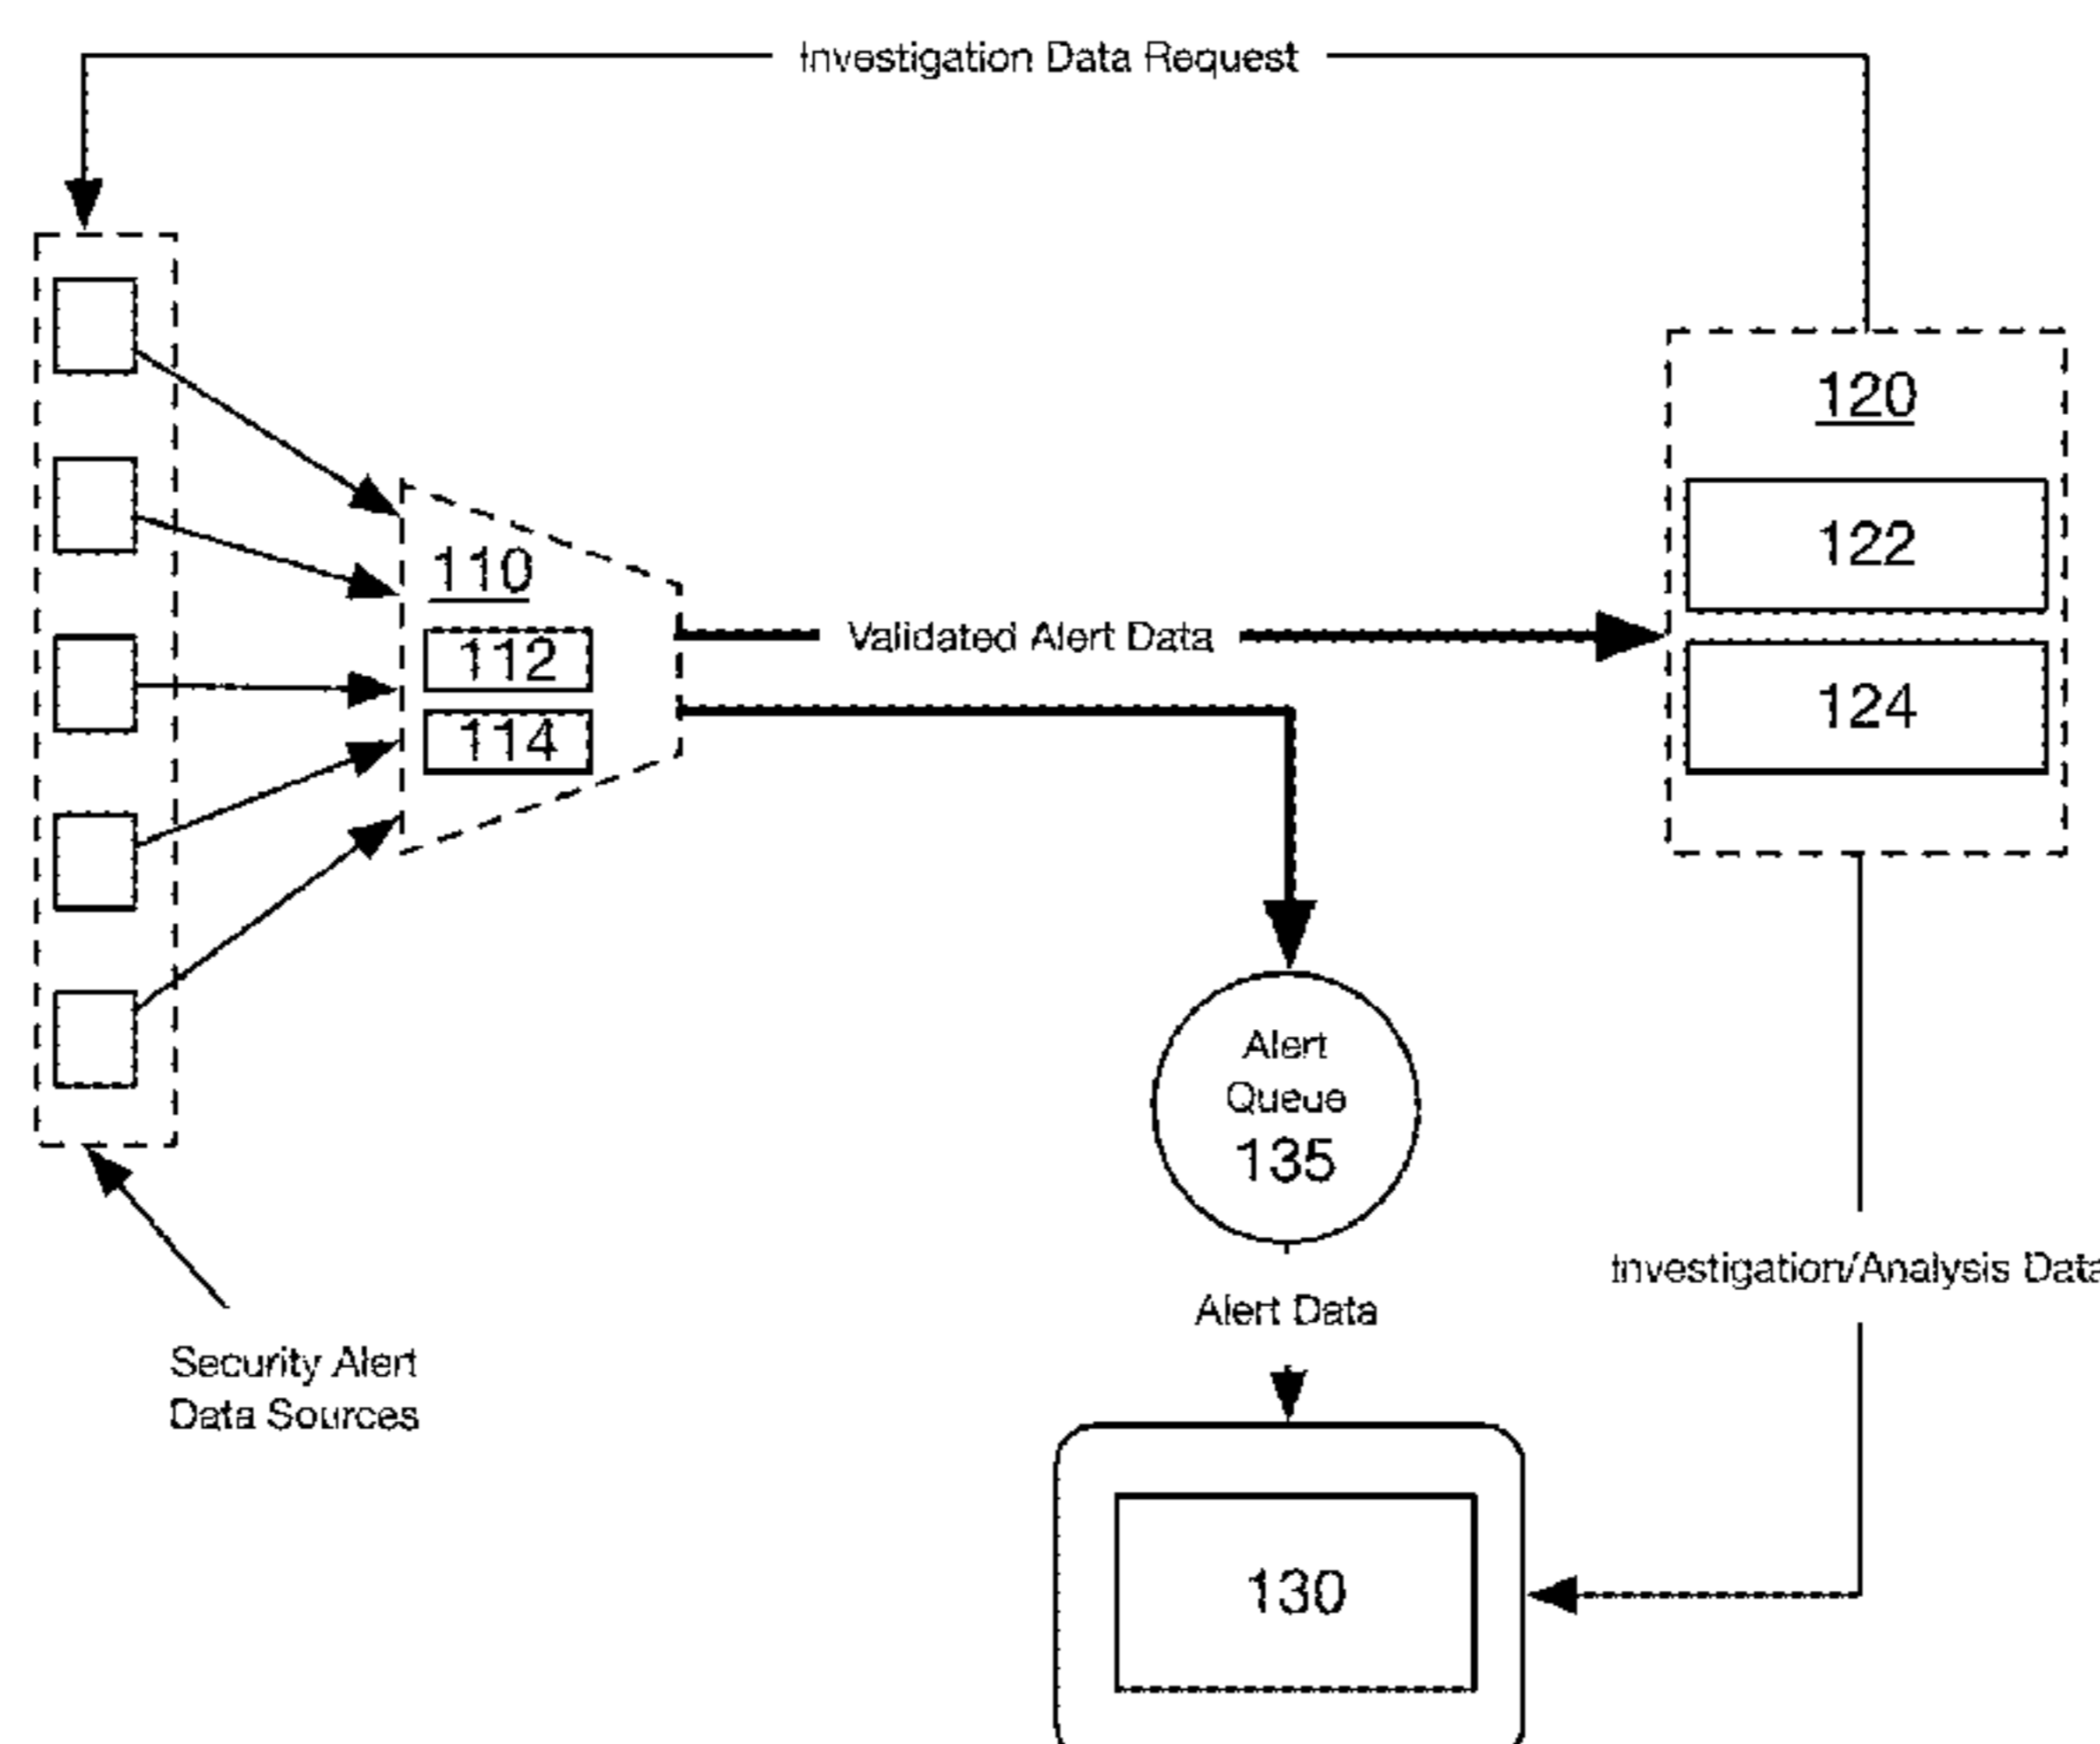 Investigation Data Request
120
122
110
Validated Alert Data
112
124
114
Alert
Queue
135
Investigation/Analysis Data
Alert Data
Security Alert
Data Sources
130